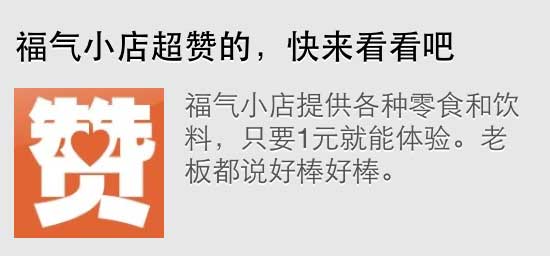 福气小店超赞的，快来看看吧
赞
福气小店提供各种零食和饮
料，只要1元就能体验。老
板都说好棒好棒。